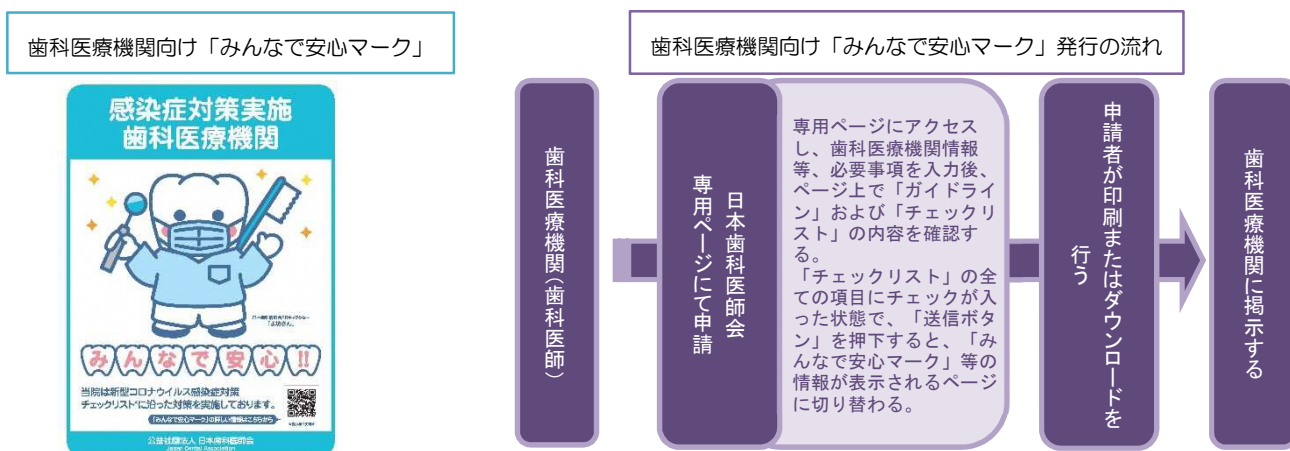 歯科医療機関向け「みんなで安心マーク」
感染症対策実施
歯科医療機関
「よ坊さん」
みんなで安心!!
当院は新型コロナウイルス感染症対策
チェックリスト*に沿った対策を実施しております。
「みんなで安心マーク」の詳しい情報はこちらから
公益社団法人 日本歯科医師会
Japan Dental Association
歯科医療機関向け「みんなで安心マーク」発行の流れ
歯科医療機関(歯科医師)
日本歯科医師会
専用ページにて申請
専用ページにアクセス
し、歯科医療機関情報
等、必要事項を入力後、
ページ上で「ガイドライ
ン」および「チェックリ
スト」の内容を確認す
る。
「チェックリスト」の全
ての項目にチェックが入
った状態で、「送信ボタ
ン」を押下すると、「み
んなで安心マーク」等の
情報が表示されるページ
に切り替わる。
申請者が印刷またはダウンロードを
行う
歯科医療機関に掲示する